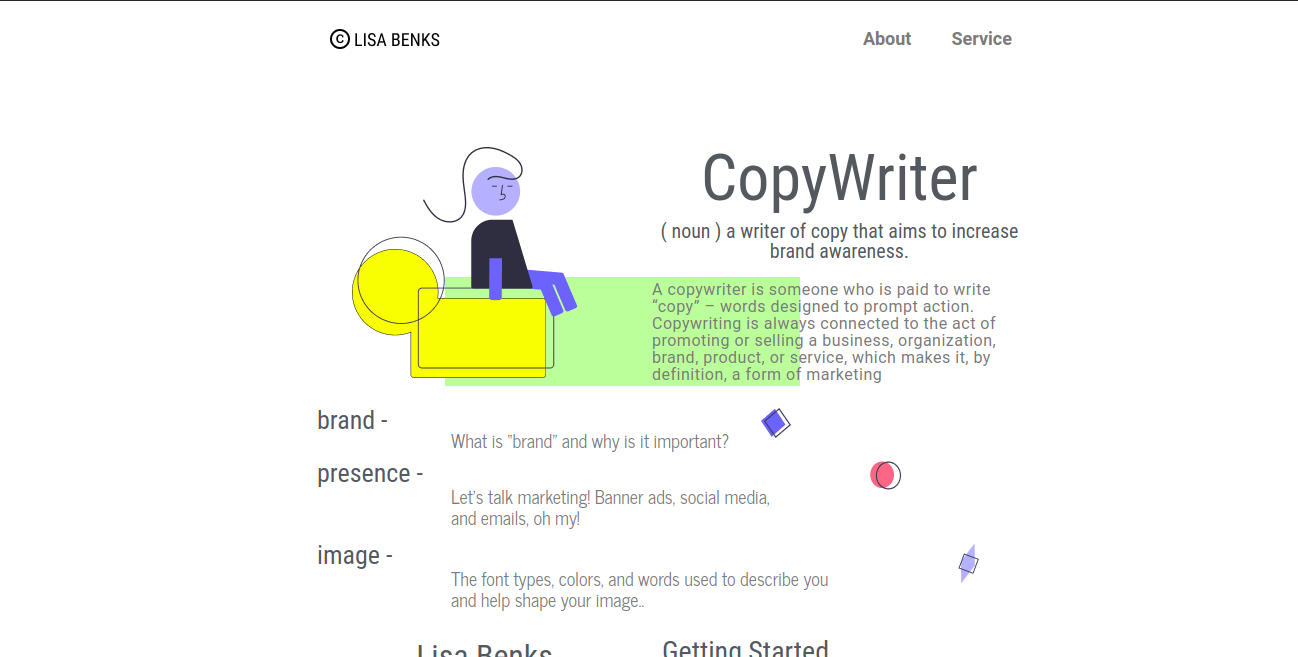 © LISA BENKS
About
Service
CopyWriter
( noun ) a writer of copy that aims to increase
brand awareness.
A copywriter is someone who is paid to write
“copy” – words designed to prompt action.
Copywriting is always connected to the act of
promoting or selling a business, organization,
brand, product, or service, which makes it, by
definition, a form of marketing
brand -
What is "brand" and why is it important?
presence -
Let's talk marketing! Banner ads, social media,
and emails, oh my!
image -
The font types, colors, and words used to describe you
and help shape your image..
Lisa Benks
Getting Started